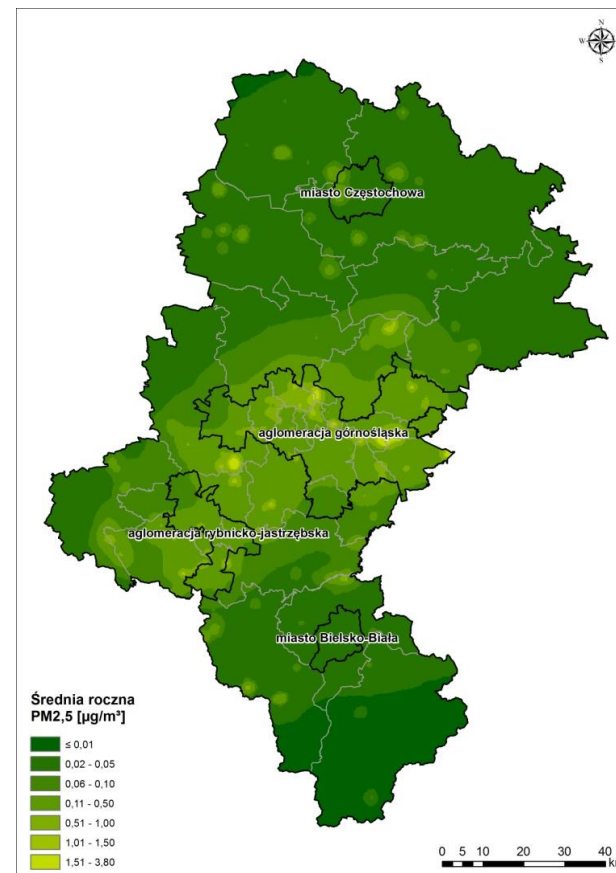 N
W E
S
miasto Częstochowa
aglomeracja górnośląska
aglomeracja rybnicko-jastrzębska
miasto Bielsko-Biała
Średnia roczna
PM2,5 [µg/m³]
≤ 0,01
0,02 - 0,05
0,06 - 0,10
0,11 - 0,50
0,51 - 1,00
1,01 - 1,50
1,51 - 3,80
0 5 10 20 30 40
km